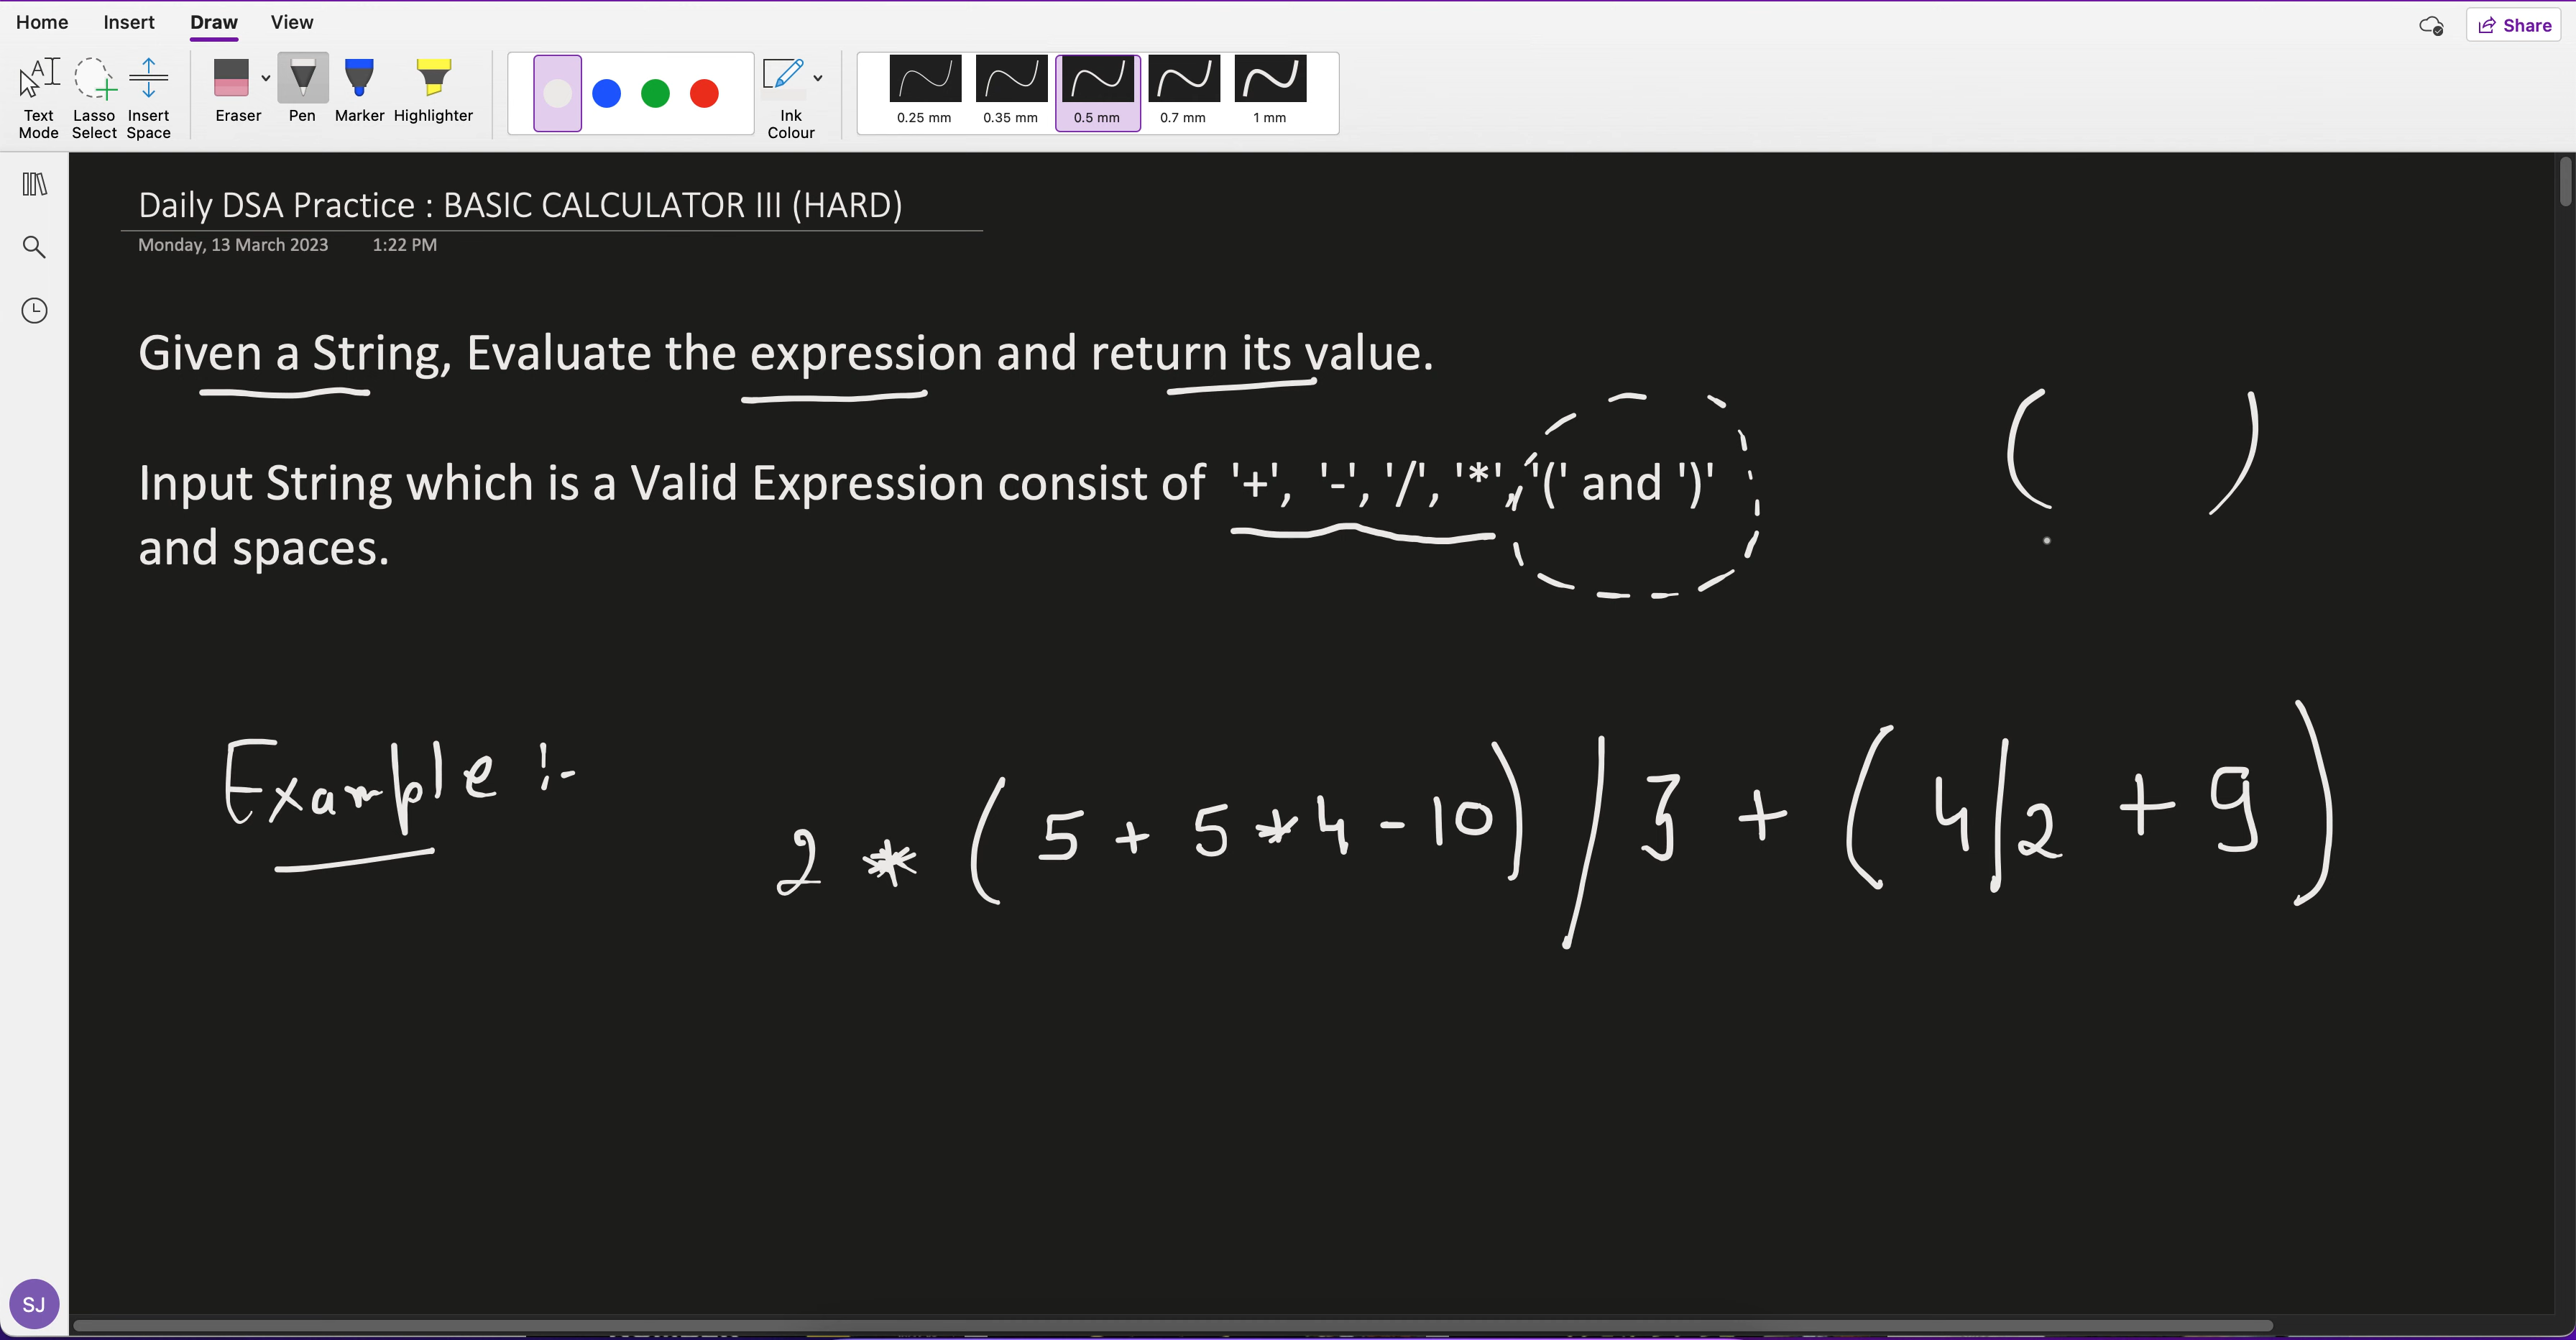 Home Insert Draw View
Share
Text Mode
Lasso Select
Insert Space
Eraser
Pen
Marker
Highlighter
Ink Colour
0.25 mm
0.35 mm
0.5 mm
0.7 mm
1 mm
Daily DSA Practice : BASIC CALCULATOR III (HARD)
Monday, 13 March 2023 1:22 PM
Given a String, Evaluate the expression and return its value.
( )
Input String which is a Valid Expression consist of '+', '-', '/', '*', '(' and ')'
and spaces.
Example :-
2 * ( 5 + 5 * 4 - 10 ) / 3 + ( 4/2 + 9 )
SJ